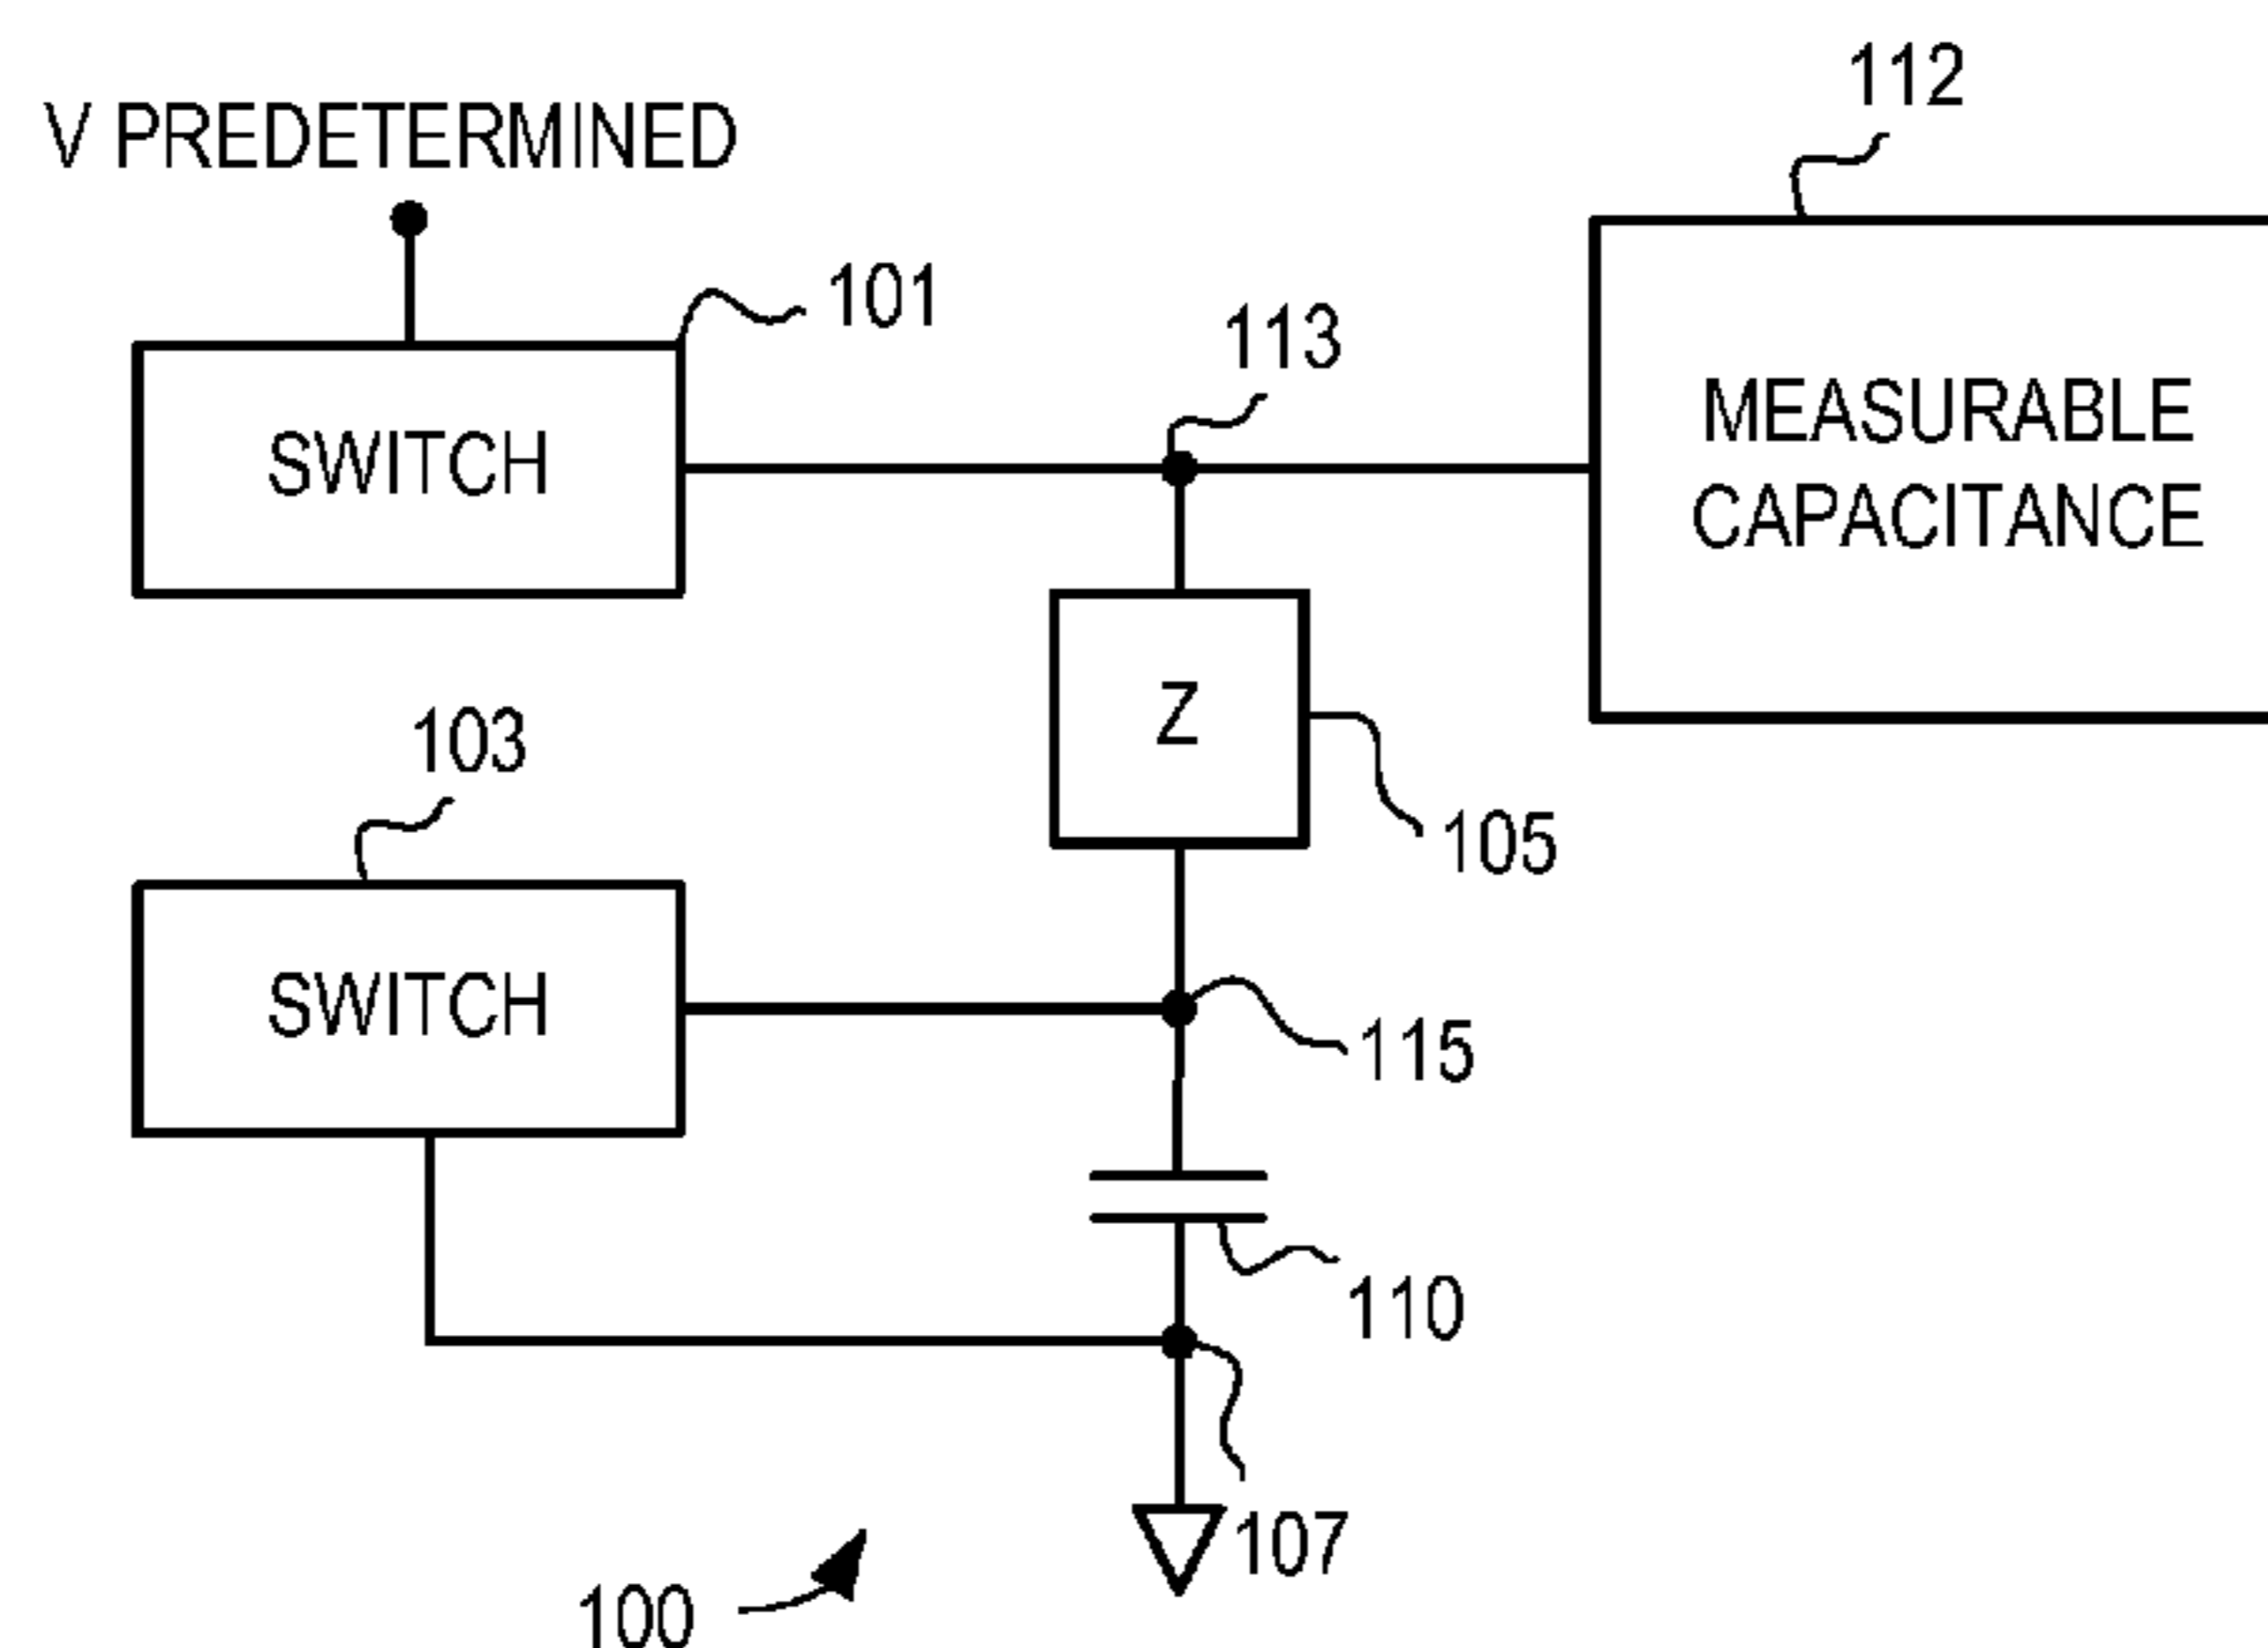 112
V PREDETERMINED
101
113
SWITCH
MEASURABLE
CAPACITANCE
Z
103
105
SWITCH
115
110
107
100